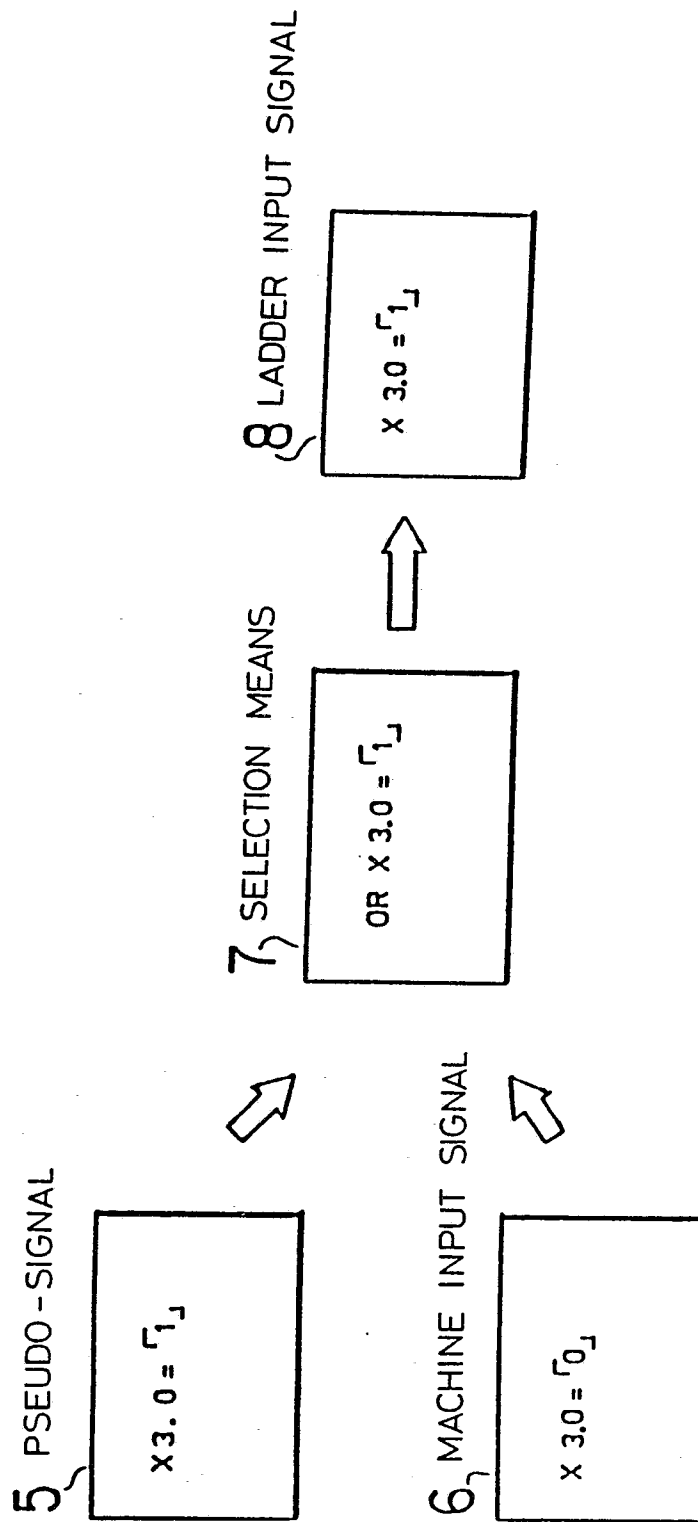 5 PSEUDO-SIGNAL
X3.0=「1」
6 MACHINE INPUT SIGNAL
X 3.0=「0」
7 SELECTION MEANS
OR X 3.0=「1」
8 LADDER INPUT SIGNAL
X 3.0=「1」